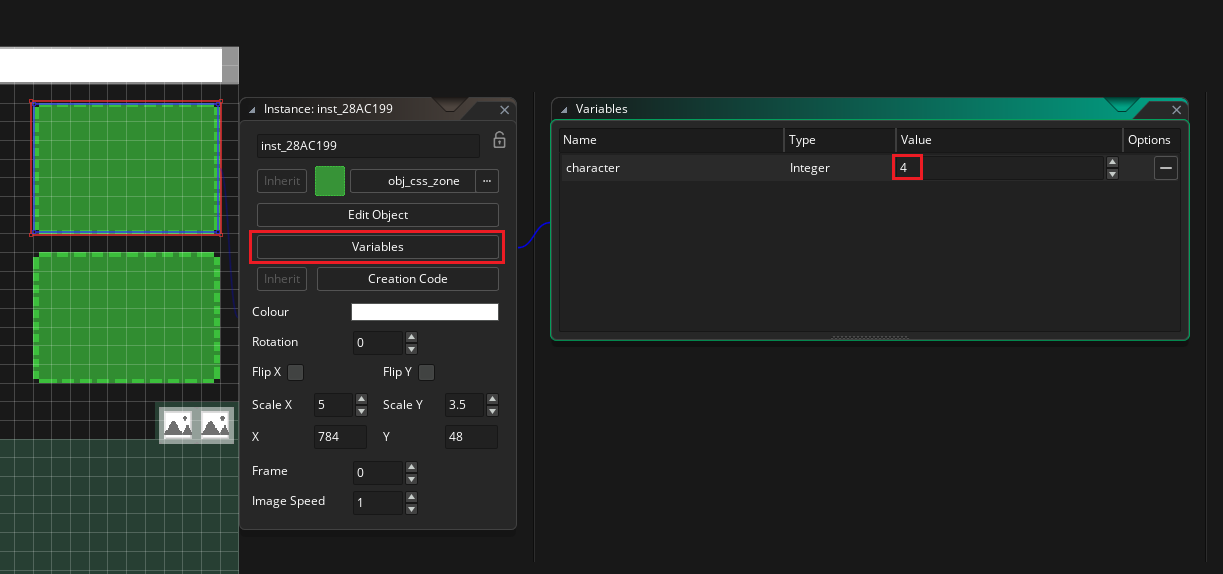 Instance: inst_28AC199
inst_28AC199
Inherit obj_css_zone ...
Edit Object
Variables
Inherit Creation Code
Colour
Rotation 0
Flip X Flip Y
Scale X 5 Scale Y 3.5
X 784 Y 48
Frame 0
Image Speed 1
Variables
Name Type Value Options
character Integer 4